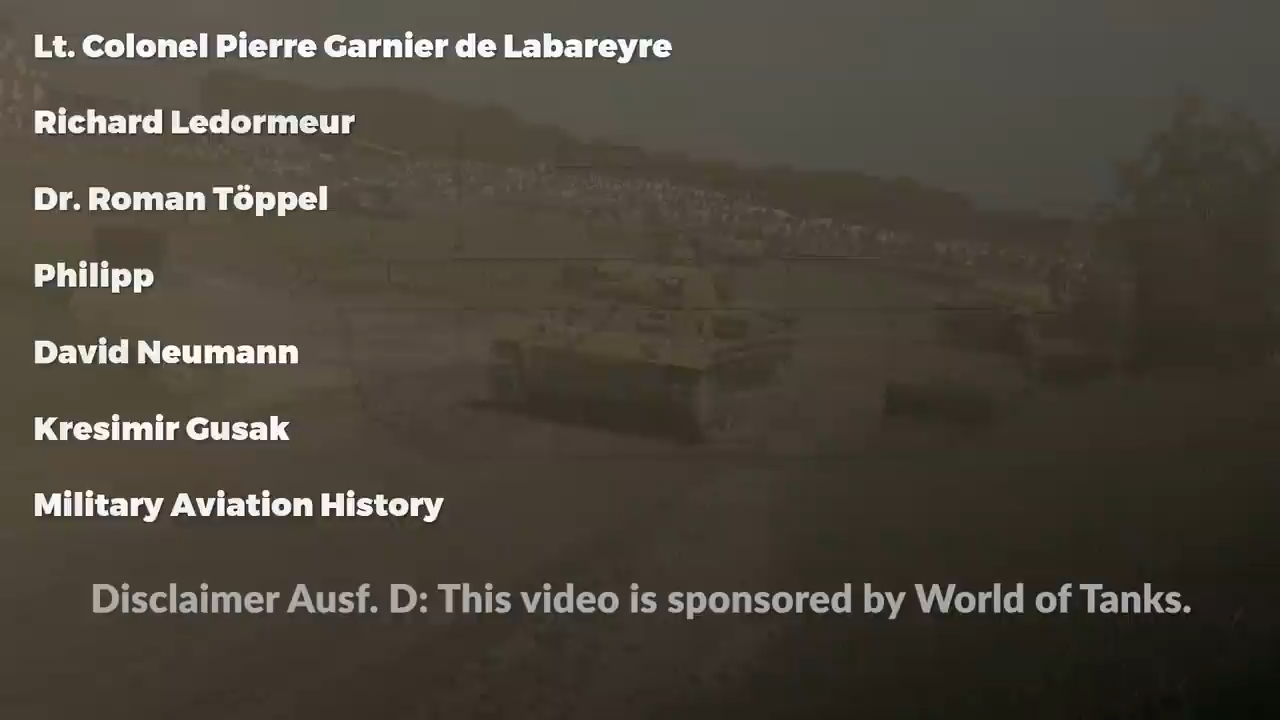 Lt. Colonel Pierre Garnier de Labareyre
Richard Ledormeur
Dr. Roman Töppel
Philipp
David Neumann
Kresimir Gusak
Military Aviation History
Disclaimer Ausf. D: This video is sponsored by World of Tanks.